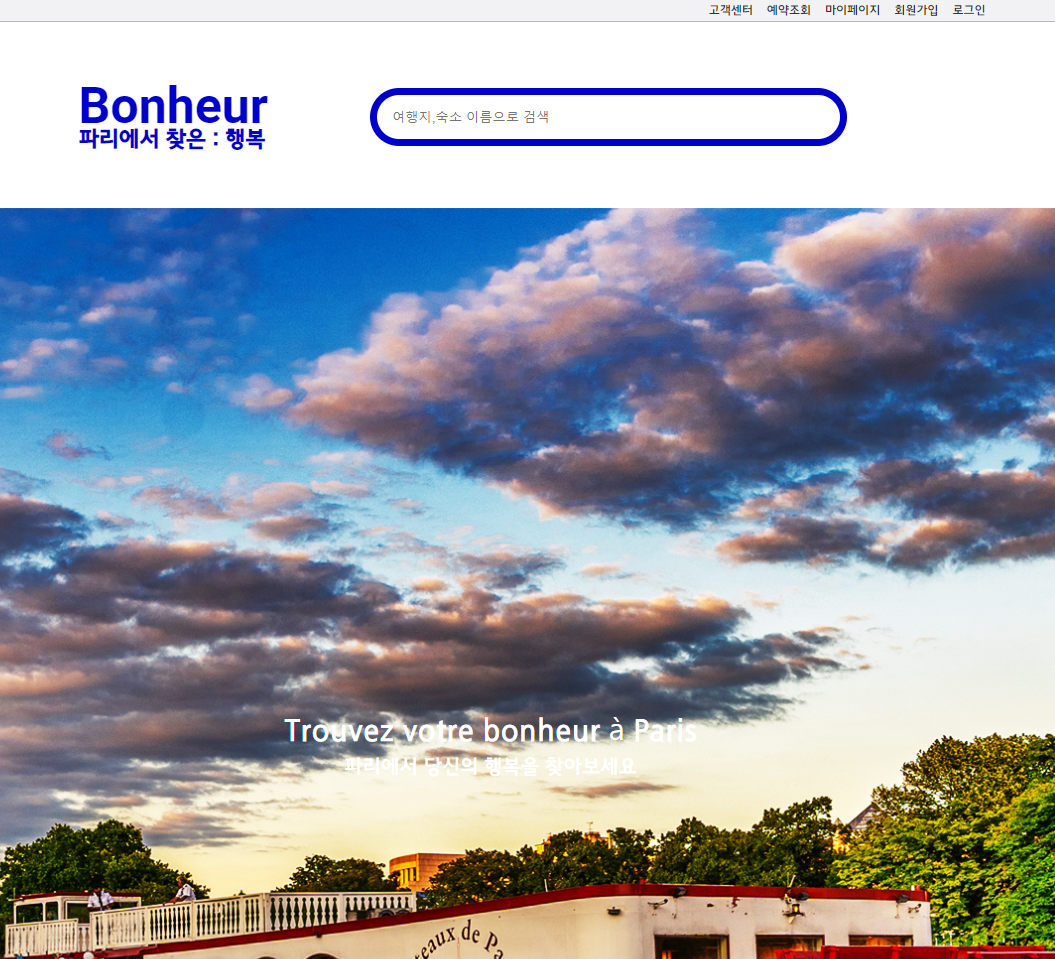 고객센터 예약조회 마이페이지 회원가입 로그인
Bonheur
파리에서 찾은 : 행복
여행지,숙소 이름으로 검색
Trouvez votre bonheur à Paris
파리에서 당신의 행복을 찾아보세요
teaux de Pa